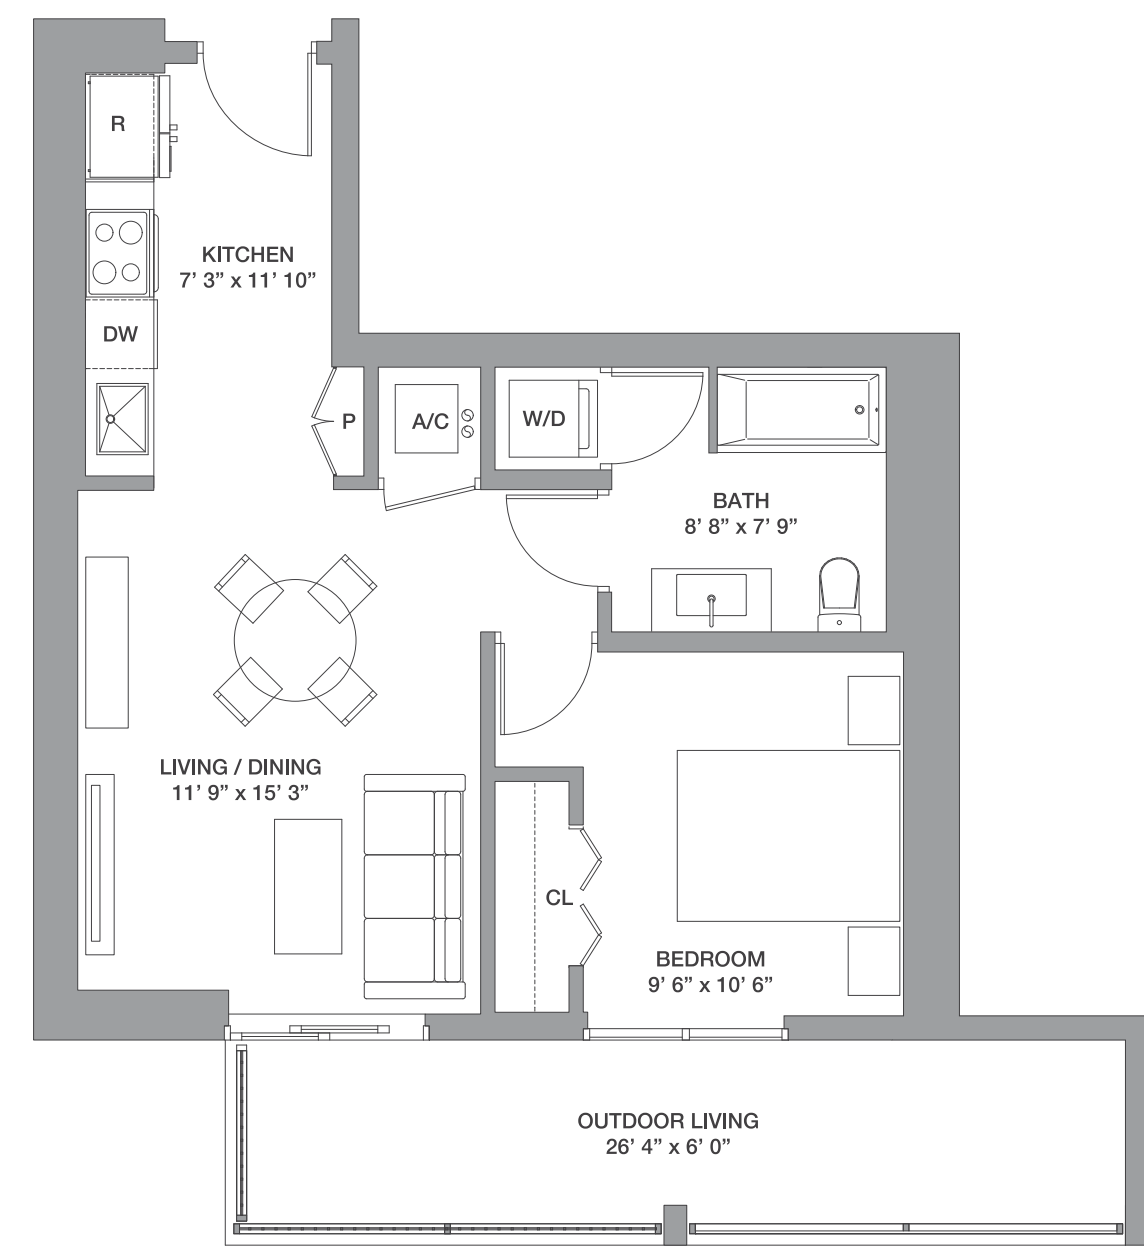 R
KITCHEN
7’ 3” x 11’ 10”
DW
P
A/C
W/D
BATH
8’ 8” x 7’ 9”
LIVING / DINING
11’ 9” x 15’ 3”
CL
BEDROOM
9’ 6” x 10’ 6”
OUTDOOR LIVING
26’ 4” x 6’ 0”